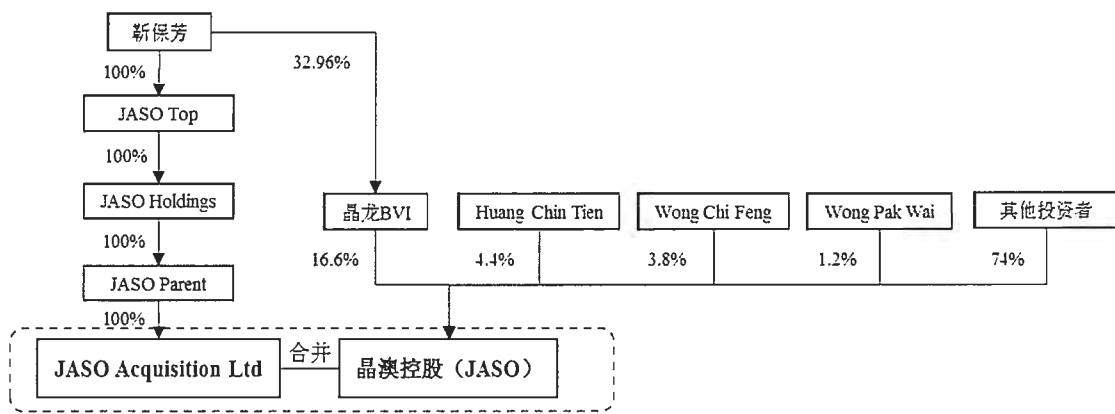 靳保芳
100%
32.96%
JASO Top
100%
JASO Holdings
晶龙BVI
Huang Chin Tien
Wong Chi Feng
Wong Pak Wai
其他投资者
100%
16.6%
4.4%
3.8%
1.2%
74%
JASO Parent
100%
JASO Acquisition Ltd
合并
晶澳控股（JASO）